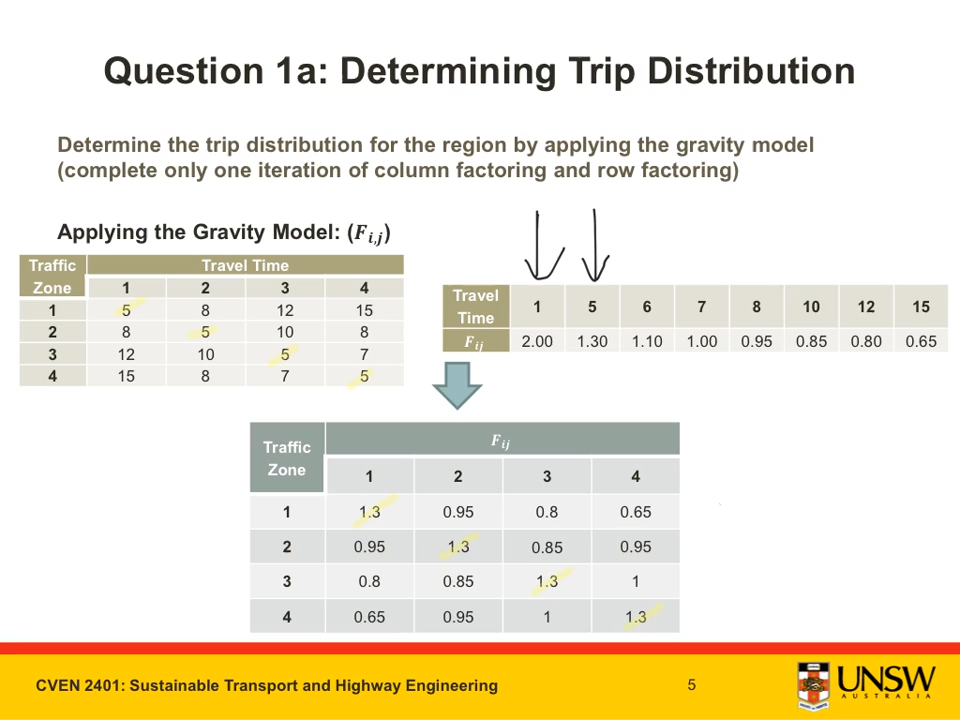 Question 1a: Determining Trip Distribution
Determine the trip distribution for the region by applying the gravity model
(complete only one iteration of column factoring and row factoring)
Applying the Gravity Model: (𝑭𝒊,𝒋)
Traffic Zone Travel Time
1 2 3 4
1 5 8 12 15
2 8 5 10 8
3 12 10 5 7
4 15 8 7 5
Travel Time 1 5 6 7 8 10 12 15
𝑭𝒊𝒋 2.00 1.30 1.10 1.00 0.95 0.85 0.80 0.65
Traffic Zone 𝑭𝒊𝒋
1 2 3 4
1 1.3 0.95 0.8 0.65
2 0.95 1.3 0.85 0.95
3 0.8 0.85 1.3 1
4 0.65 0.95 1 1.3
CVEN 2401: Sustainable Transport and Highway Engineering
5
UNSW
AUSTRALIA